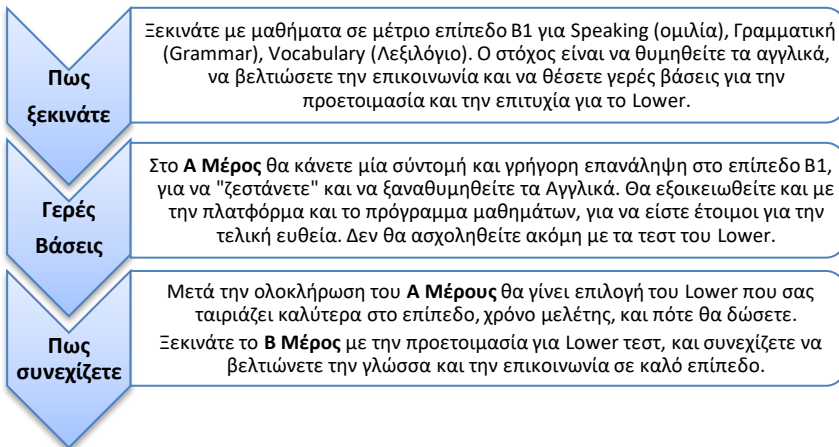 Πως
ξεκινάτε
Ξεκινάτε με μαθήματα σε μέτριο επίπεδο Β1 για Speaking (ομιλία), Γραμματική
(Grammar), Vocabulary (Λεξιλόγιο). Ο στόχος είναι να θυμηθείτε τα αγγλικά,
να βελτιώσετε την επικοινωνία και να θέσετε γερές βάσεις για την
προετοιμασία και την επιτυχία για το Lower.
Γερές
Βάσεις
Στο Α Μέρος θα κάνετε μία σύντομή και γρήγορη επανάληψη στο επίπεδο Β1,
για να "ζεστάνετε" και να ξαναθυμηθείτε τα Αγγλικά. Θα εξοικειωθείτε και με
την πλατφόρμα και το πρόγραμμα μαθημάτων, για να είστε έτοιμοι για την
τελική ευθεία. Δεν θα ασχοληθείτε ακόμη με τα τεστ του Lower.
Πως
συνεχίζετε
Μετά την ολοκλήρωση του Α Μέρους θα γίνει επιλογή του Lower που σας
ταιριάζει καλύτερα στο επίπεδο, χρόνο μελέτης, και πότε θα δώσετε.
Ξεκινάτε το Β Μέρος με την προετοιμασία για Lower τεστ, και συνεχίζετε να
βελτιώνετε την γλώσσα και την επικοινωνία σε καλό επίπεδο.